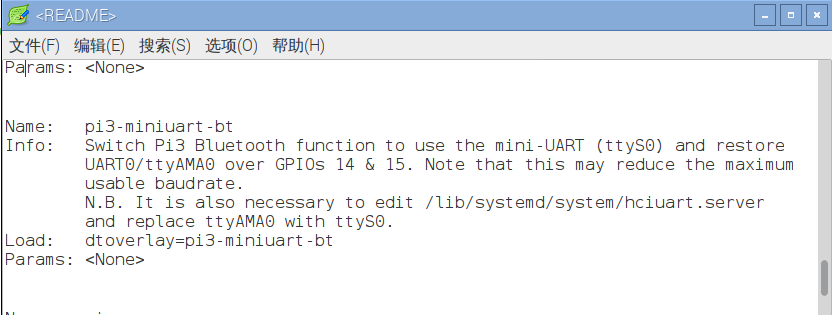 <README>
文件(F) 编辑(E) 搜索(S) 选项(O) 帮助(H)
Params: <None>
Name: pi3-miniuart-bt
Info: Switch Pi3 Bluetooth function to use the mini-UART (ttyS0) and restore
UART0/ttyAMA0 over GPIOs 14 & 15. Note that this may reduce the maximum
usable baudrate.
N.B. It is also necessary to edit /lib/systemd/system/hciuart.server
and replace ttyAMA0 with ttyS0.
Load: dtoverlay=pi3-miniuart-bt
Params: <None>